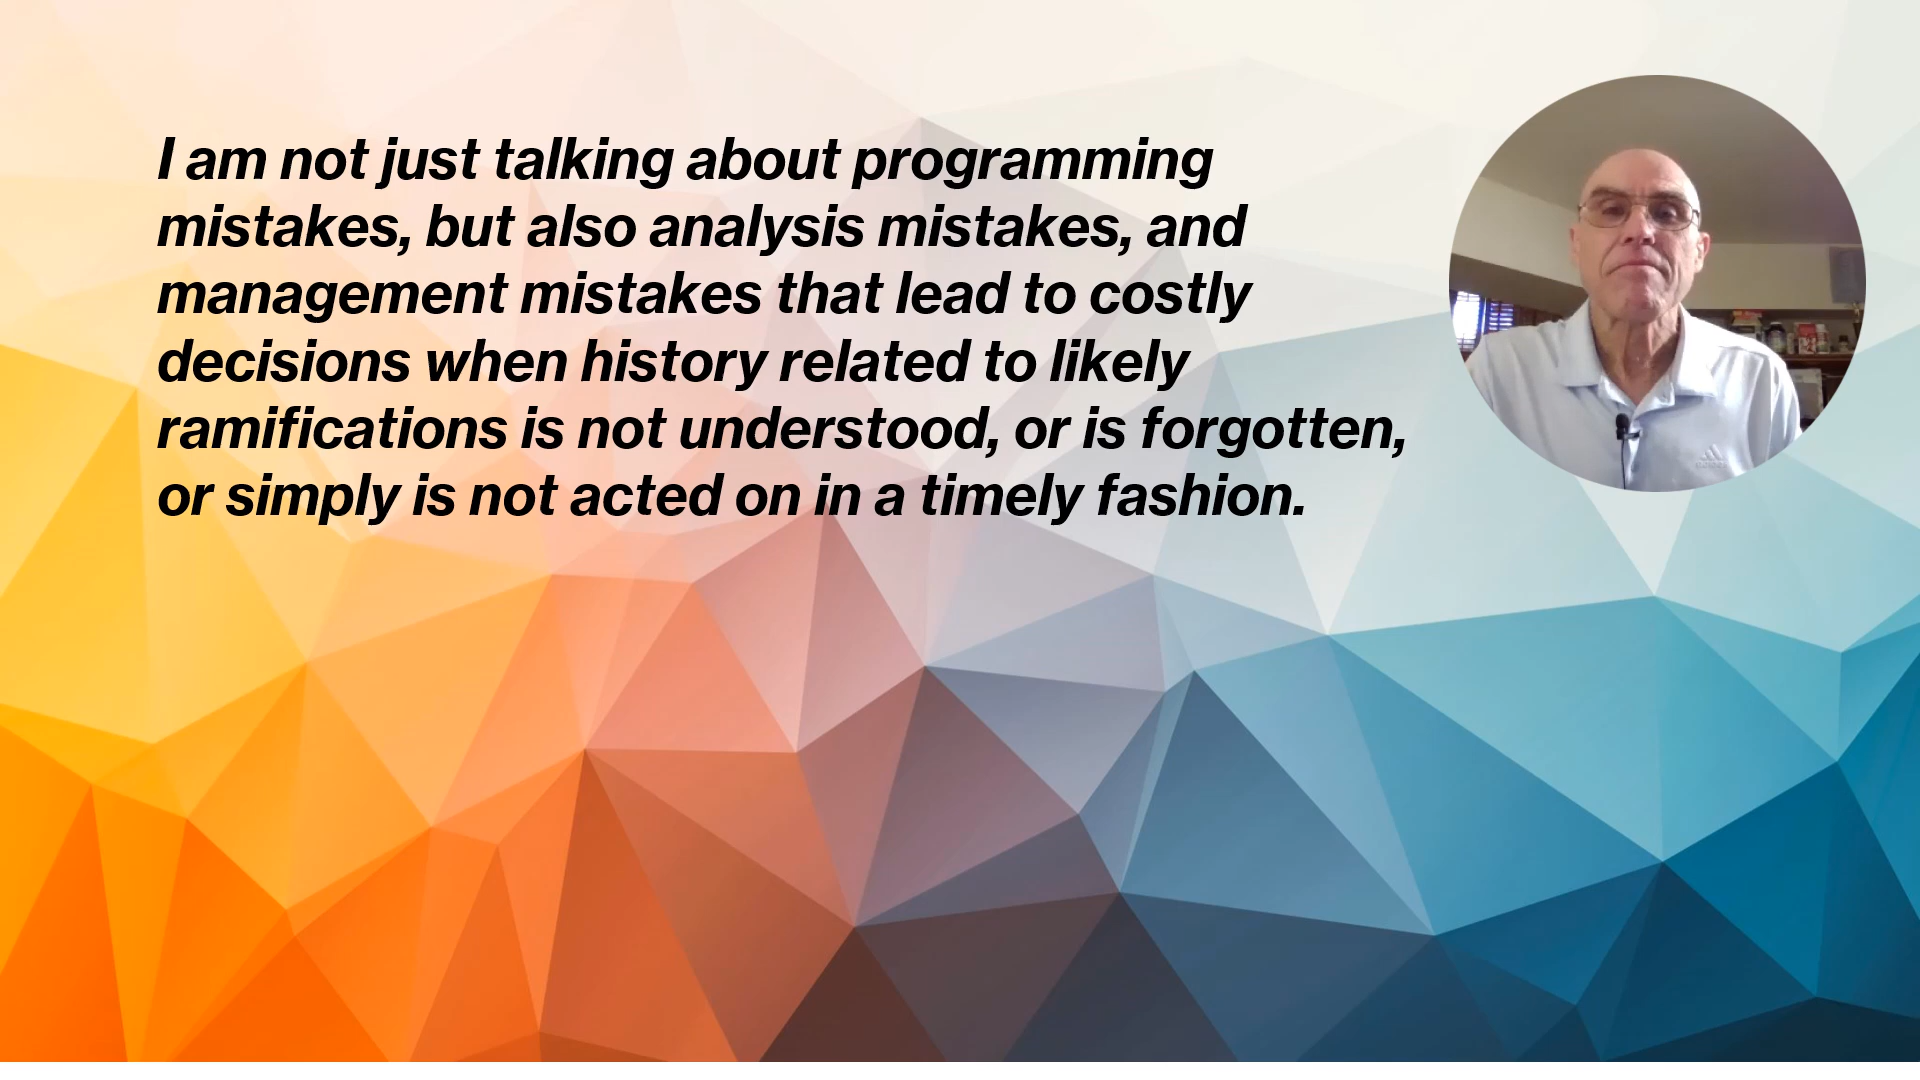 I am not just talking about programming
mistakes, but also analysis mistakes, and
management mistakes that lead to costly
decisions when history related to likely
ramifications is not understood, or is forgotten,
or simply is not acted on in a timely fashion.
adidas